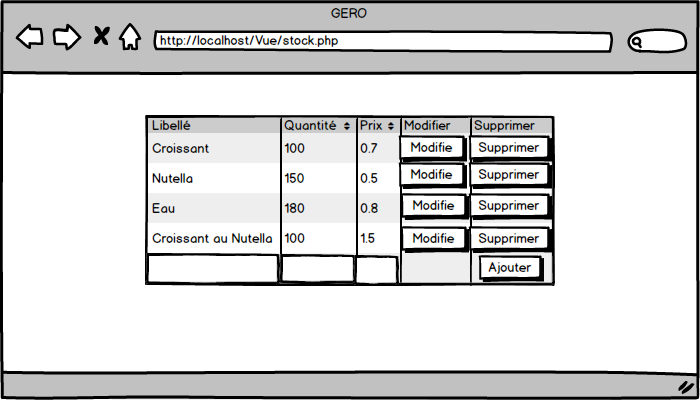 GERO
http://localhost/Vue/stock.php
Libellé Quantité Prix Modifier Supprimer
Croissant 100 0.7 Modifie Supprimer
Nutella 150 0.5 Modifie Supprimer
Eau 180 0.8 Modifie Supprimer
Croissant au Nutella 100 1.5 Modifie Supprimer
Ajouter